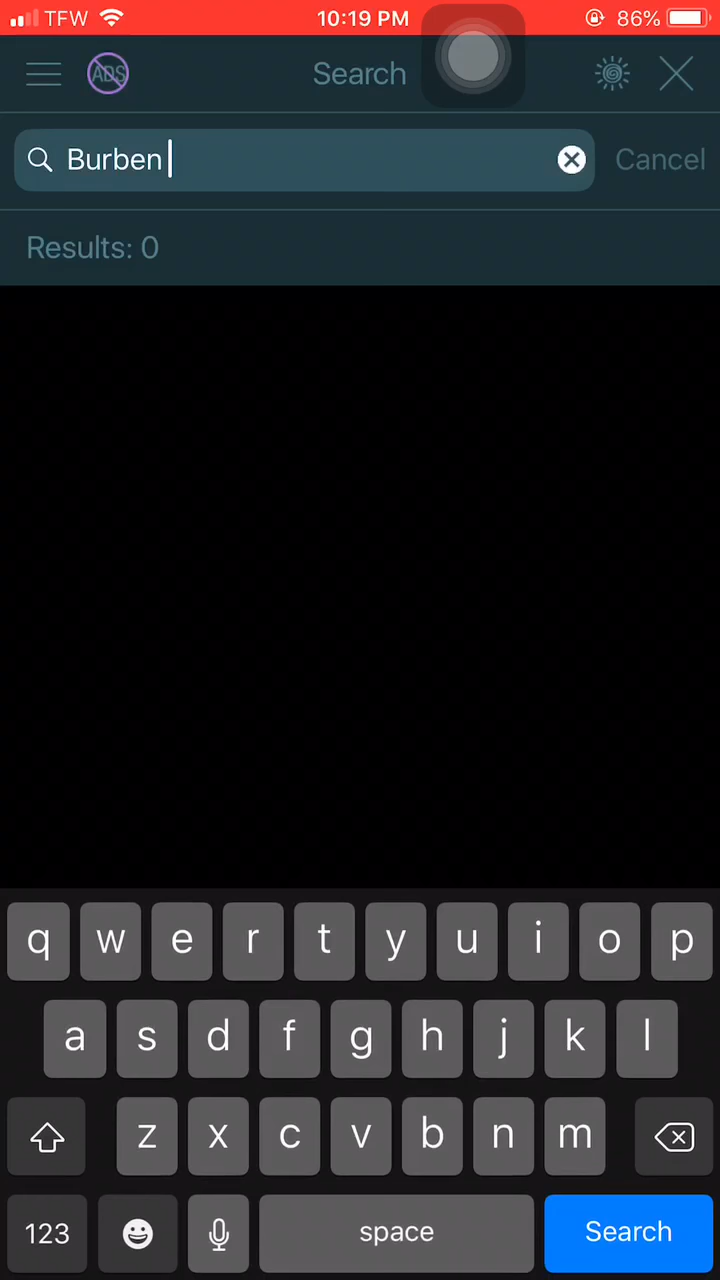 TFW 10:19 PM 86%
ADS Search
Burben Cancel
Results: 0
q w e r t y u i o p
a s d f g h j k l
z x c v b n m
123 space Search